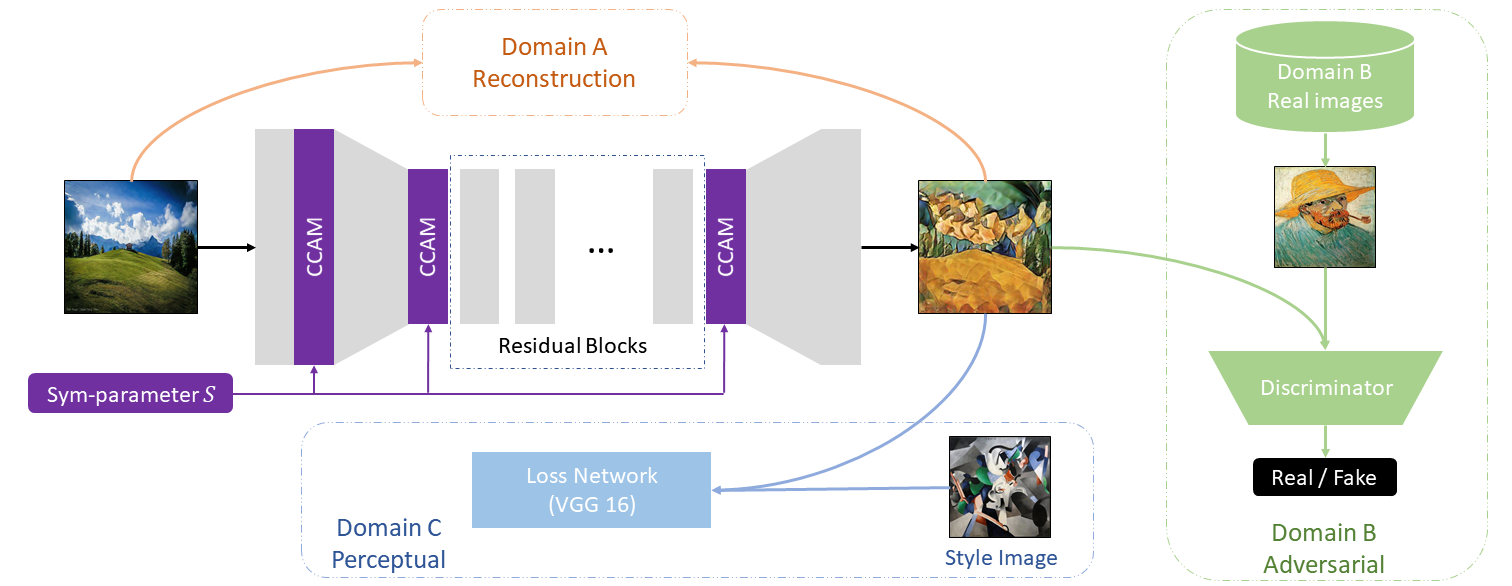 Domain A
Reconstruction
Domain B
Real images
CCAM
CCAM
...
CCAM
Residual Blocks
Sym-parameter S
Discriminator
Loss Network
(VGG 16)
Real / Fake
Domain C
Perceptual
Style Image
Domain B
Adversarial